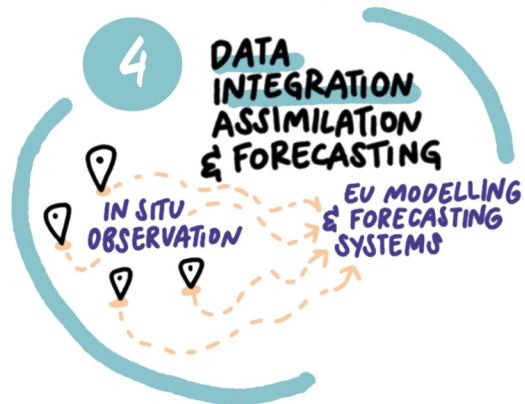 4
DATA
INTEGRATION
ASSIMILATION
& FORECASTING
IN SITU
OBSERVATION
EU MODELLING
& FORECASTING
SYSTEMS